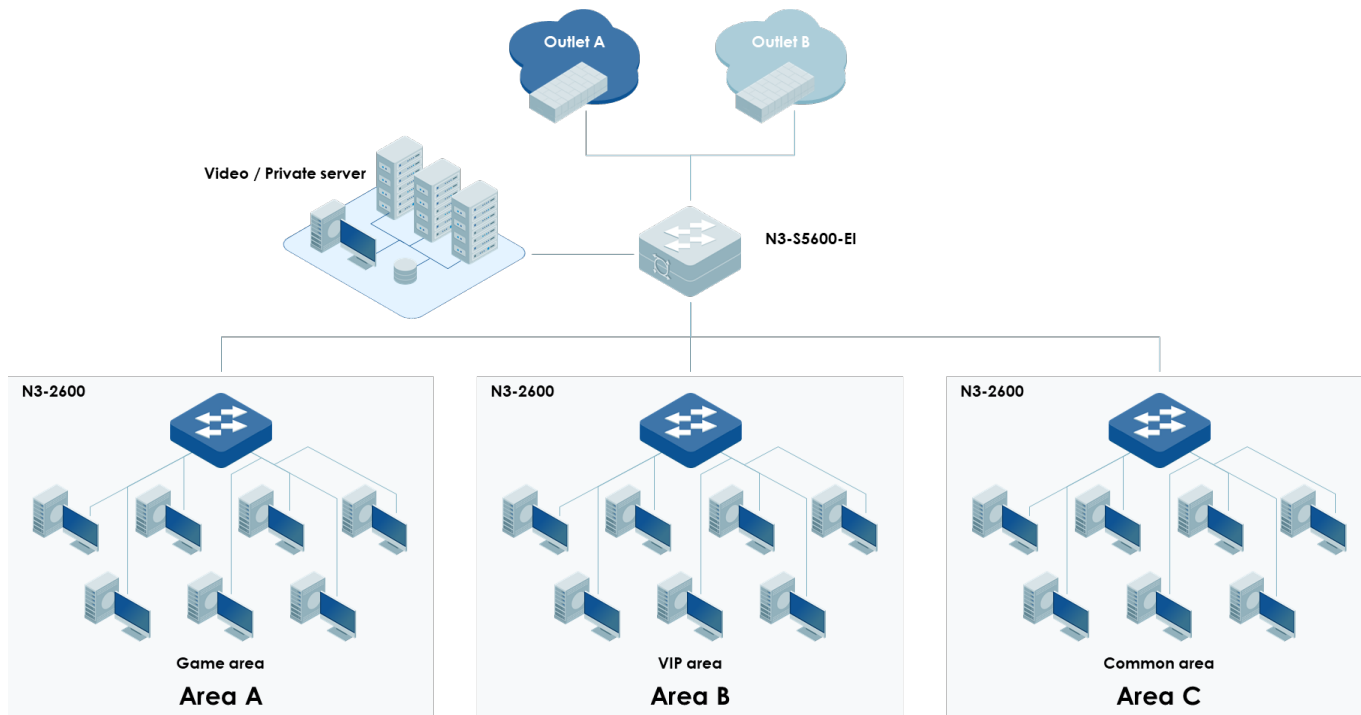 Outlet A
Outlet B
Video / Private server
N3-S5600-EI
N3-2600
N3-2600
N3-2600
Game area
Area A
VIP area
Area B
Common area
Area C